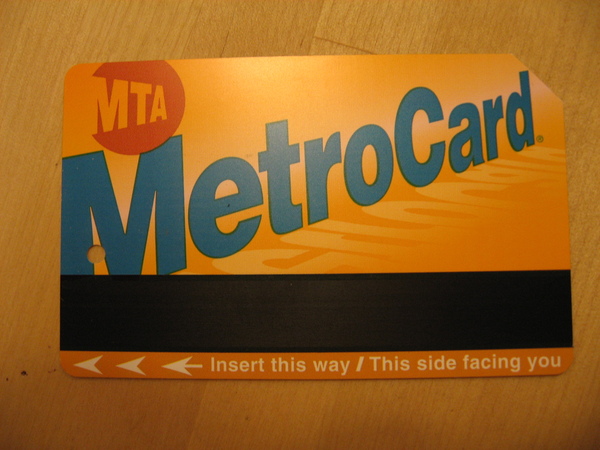 MTA
MetroCard®
Insert this way / This side facing you